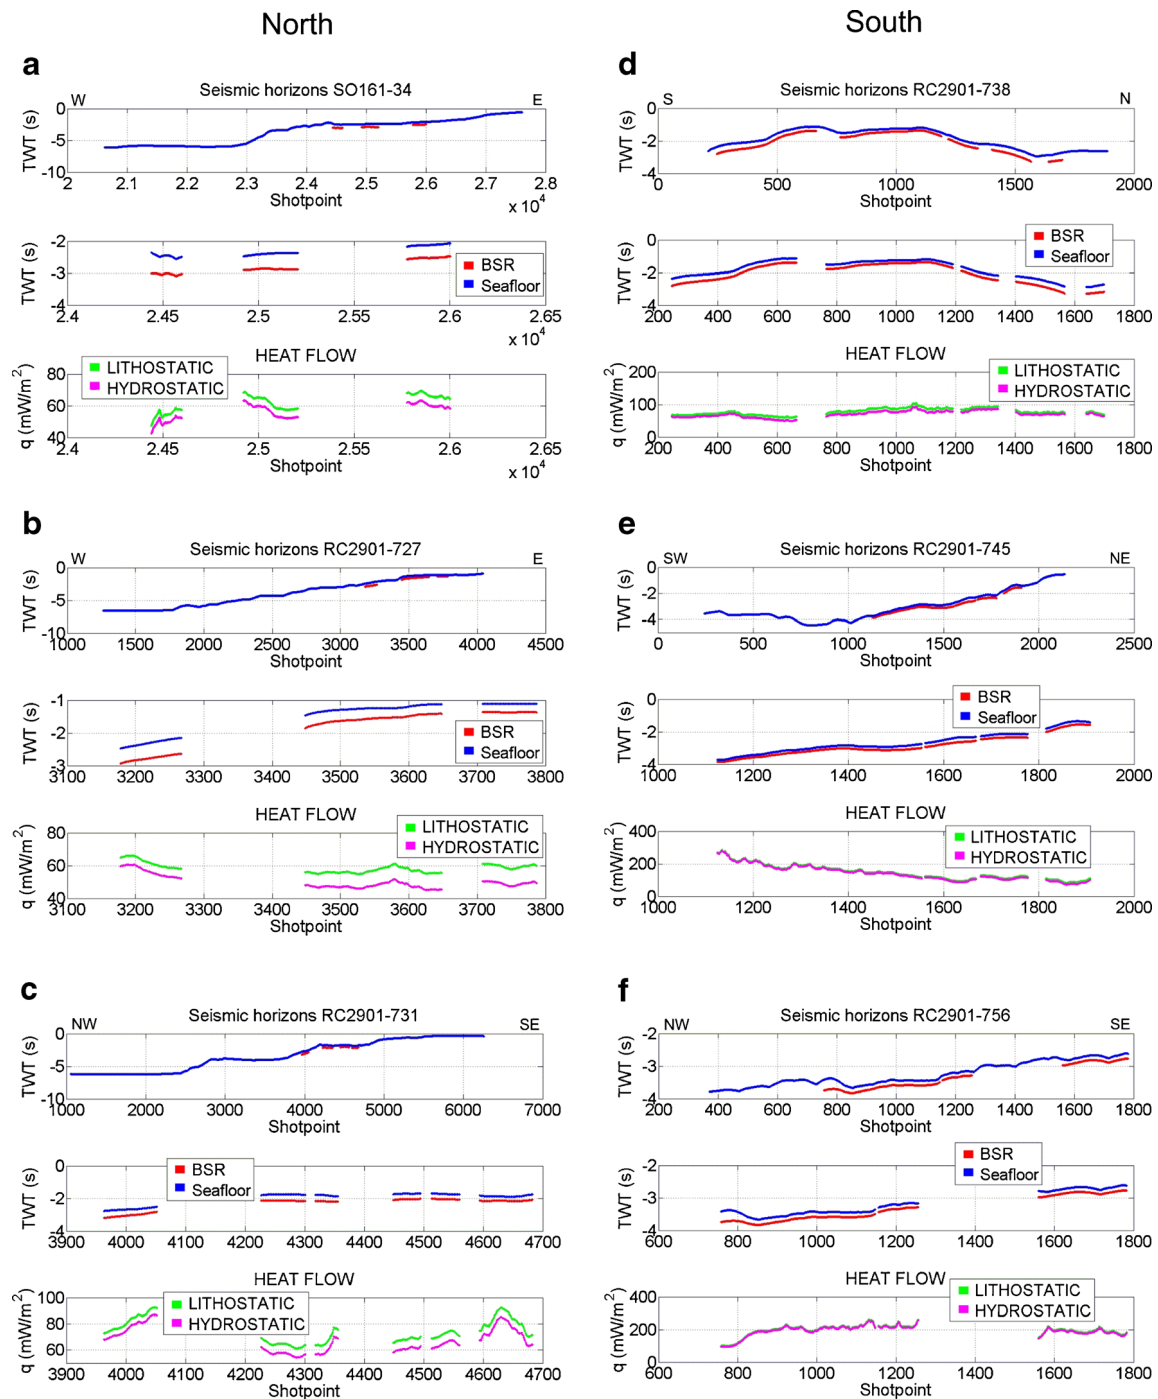 North
South
a
Seismic horizons SO161-34
W
E
TWT (s)
0
-5
-10
2
2.1
2.2
2.3
2.4
2.5
2.6
2.7
2.8
Shotpoint
x 10^4
TWT (s)
-2
-3
-4
BSR
Seafloor
2.4
2.45
2.5
2.55
2.6
2.65
Shotpoint
x 10^4
HEAT FLOW
LITHOSTATIC
HYDROSTATIC
q (mW/m^2)
80
60
40
2.4
2.45
2.5
2.55
2.6
2.65
Shotpoint
x 10^4
b
Seismic horizons RC2901-727
W
E
TWT (s)
0
-5
-10
1000
1500
2000
2500
3000
3500
4000
4500
Shotpoint
TWT (s)
-1
-2
-3
BSR
Seafloor
3100
3200
3300
3400
3500
3600
3700
3800
Shotpoint
HEAT FLOW
LITHOSTATIC
HYDROSTATIC
q (mW/m^2)
80
60
40
3100
3200
3300
3400
3500
3600
3700
3800
Shotpoint
c
Seismic horizons RC2901-731
NW
SE
TWT (s)
0
-5
-10
1000
2000
3000
4000
5000
6000
7000
Shotpoint
TWT (s)
0
-2
-4
BSR
Seafloor
3900
4000
4100
4200
4300
4400
4500
4600
4700
Shotpoint
HEAT FLOW
LITHOSTATIC
HYDROSTATIC
q (mW/m^2)
100
80
60
3900
4000
4100
4200
4300
4400
4500
4600
4700
Shotpoint
d
Seismic horizons RC2901-738
S
N
TWT (s)
0
-2
-4
0
500
1000
1500
2000
Shotpoint
TWT (s)
0
-2
-4
BSR
Seafloor
200
400
600
800
1000
1200
1400
1600
1800
Shotpoint
HEAT FLOW
LITHOSTATIC
HYDROSTATIC
q (mW/m^2)
200
100
0
200
400
600
800
1000
1200
1400
1600
1800
Shotpoint
e
Seismic horizons RC2901-745
SW
NE
TWT (s)
0
-2
-4
0
500
1000
1500
2000
2500
Shotpoint
TWT (s)
0
-2
-4
BSR
Seafloor
1000
1200
1400
1600
1800
2000
Shotpoint
HEAT FLOW
LITHOSTATIC
HYDROSTATIC
q (mW/m^2)
400
200
0
1000
1200
1400
1600
1800
2000
Shotpoint
f
Seismic horizons RC2901-756
NW
SE
TWT (s)
-2
-3
-4
200
400
600
800
1000
1200
1400
1600
1800
Shotpoint
TWT (s)
-2
-3
-4
BSR
Seafloor
600
800
1000
1200
1400
1600
1800
Shotpoint
HEAT FLOW
LITHOSTATIC
HYDROSTATIC
q (mW/m^2)
400
200
0
600
800
1000
1200
1400
1600
1800
Shotpoint